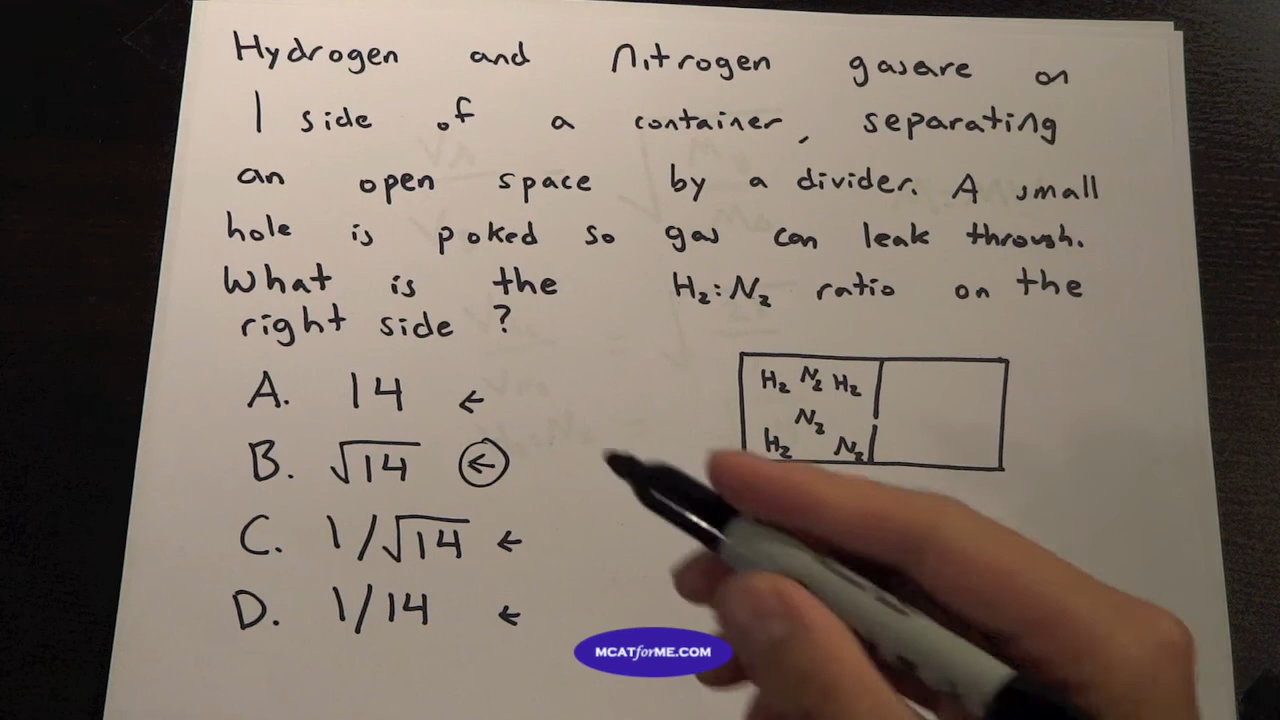 Hydrogen and Nitrogen gas are on
1 side of a container, separating
an open space by a divider. A small
hole is poked so gas can leak through.
What is the H₂:N₂ ratio on the
right side?
A. 14 ←
B. √14 ←
C. 1/√14 ←
D. 1/14 ←
H₂ N₂ H₂
N₂
H₂ N₂
MCATforME.COM